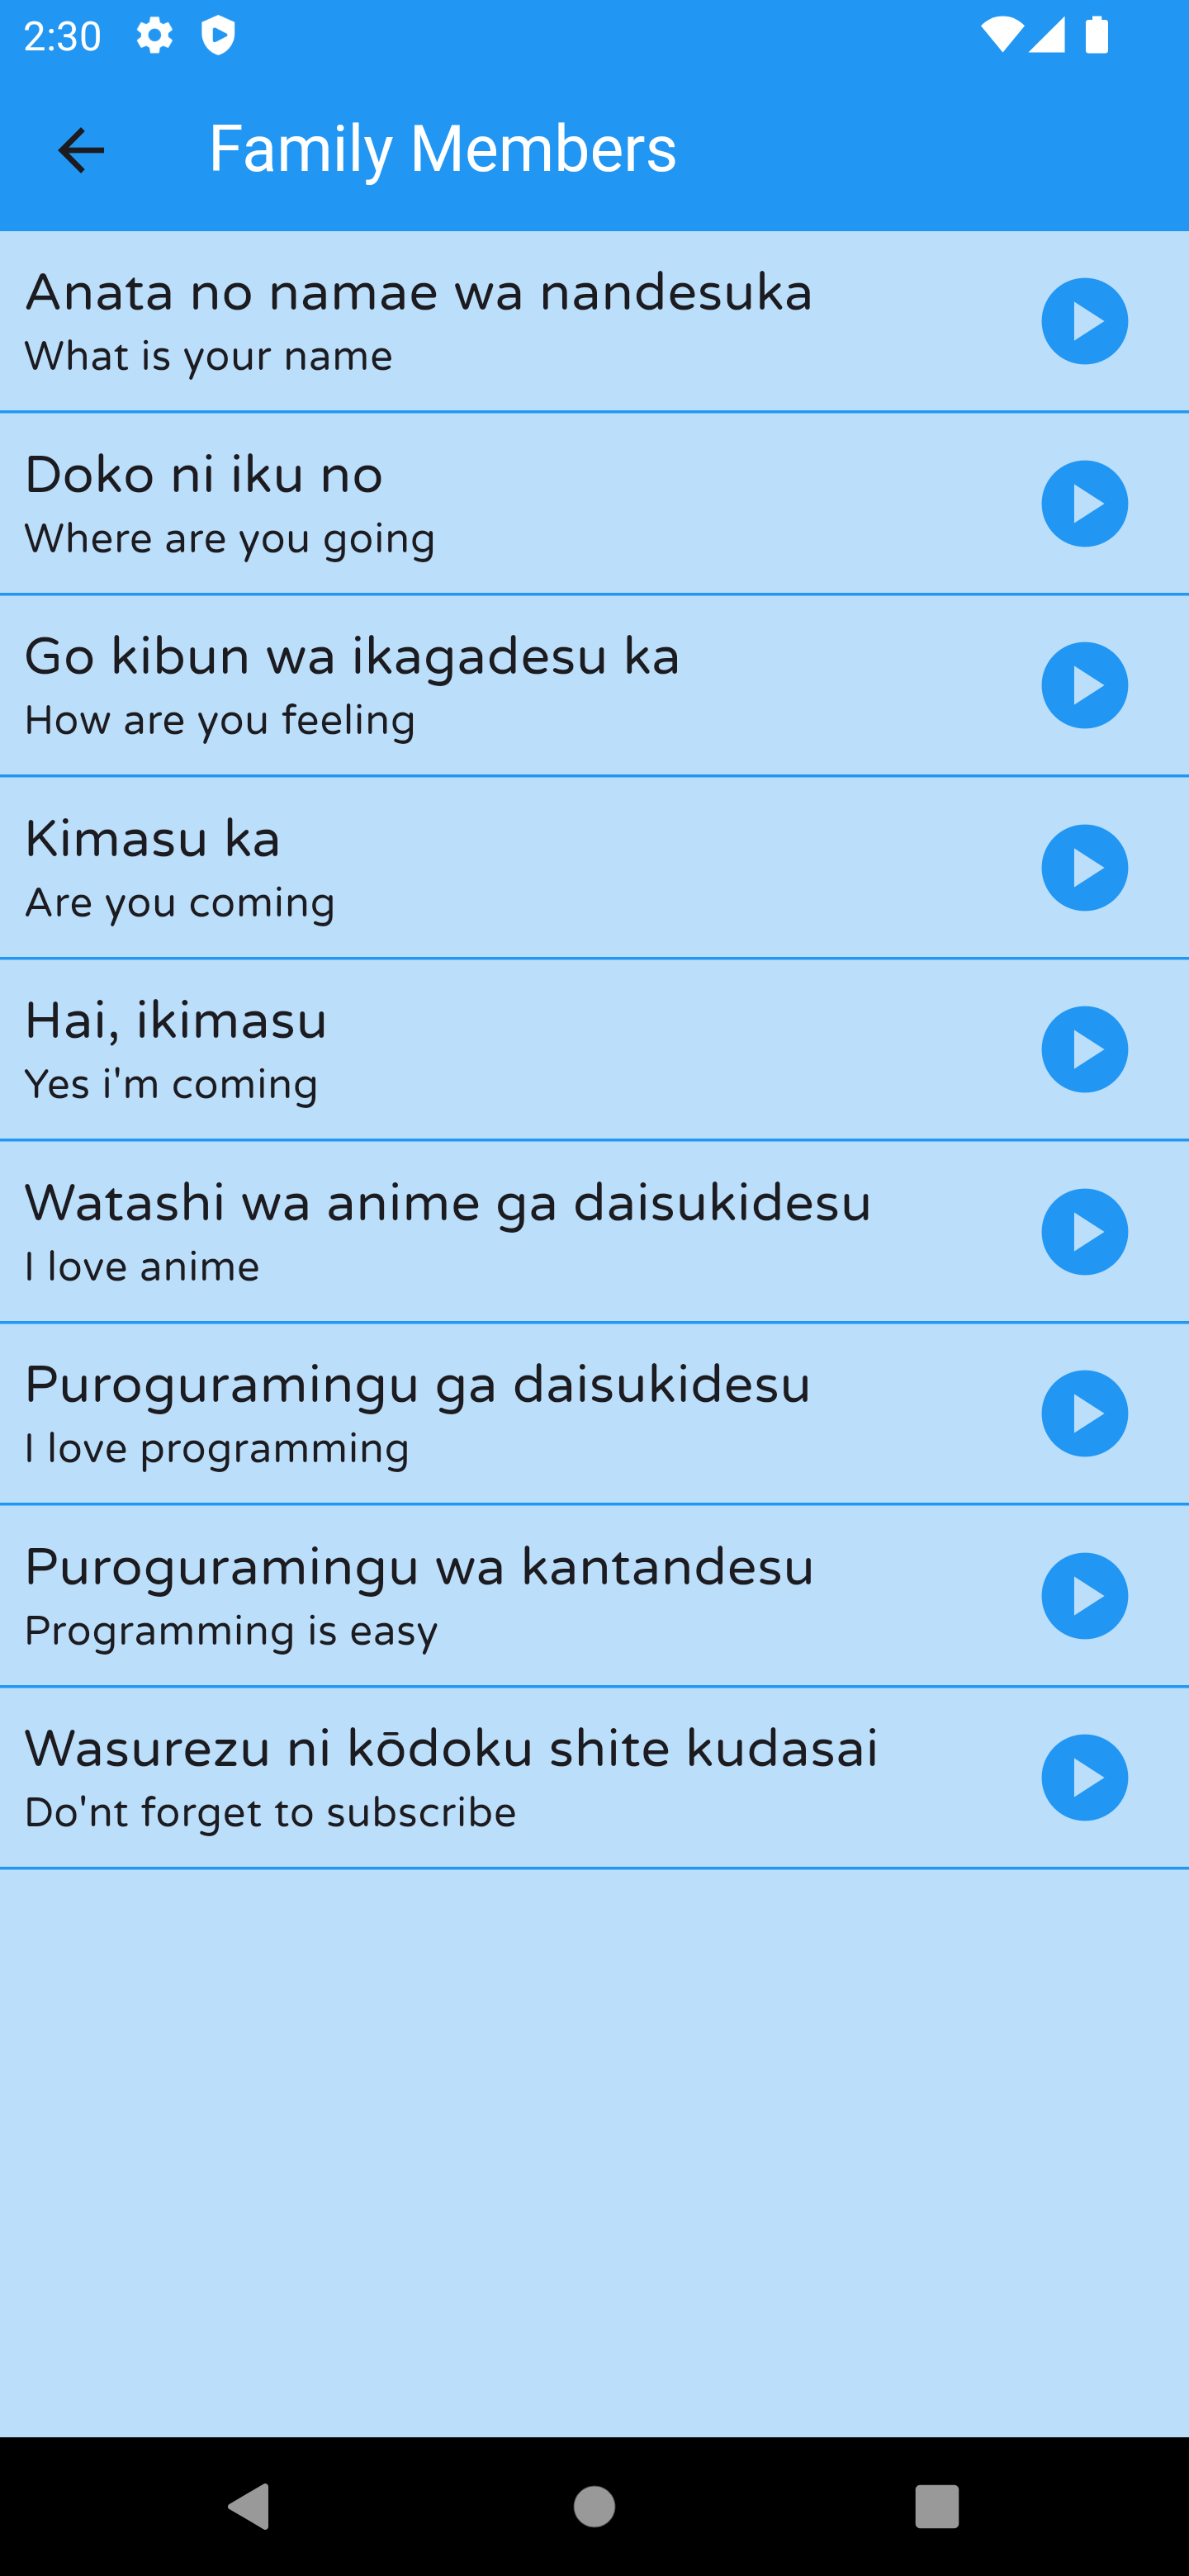 2:30
Family Members
Anata no namae wa nandesuka
What is your name
Doko ni iku no
Where are you going
Go kibun wa ikagadesu ka
How are you feeling
Kimasu ka
Are you coming
Hai, ikimasu
Yes i'm coming
Watashi wa anime ga daisukidesu
I love anime
Puroguramingu ga daisukidesu
I love programming
Puroguramingu wa kantandesu
Programming is easy
Wasurezu ni kōdoku shite kudasai
Do'nt forget to subscribe